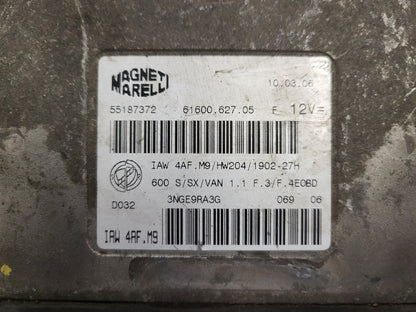 MAGNETI MARELLI
10.03.06
55187372 61600.627.05 F 12V=
IAW 4AF.M9/HW204/1902-27H
600 S/SX/VAN 1.1 F.3/F.4EOBD
D032 3NGE9RA3G 069 06
IAW 4AF.M9